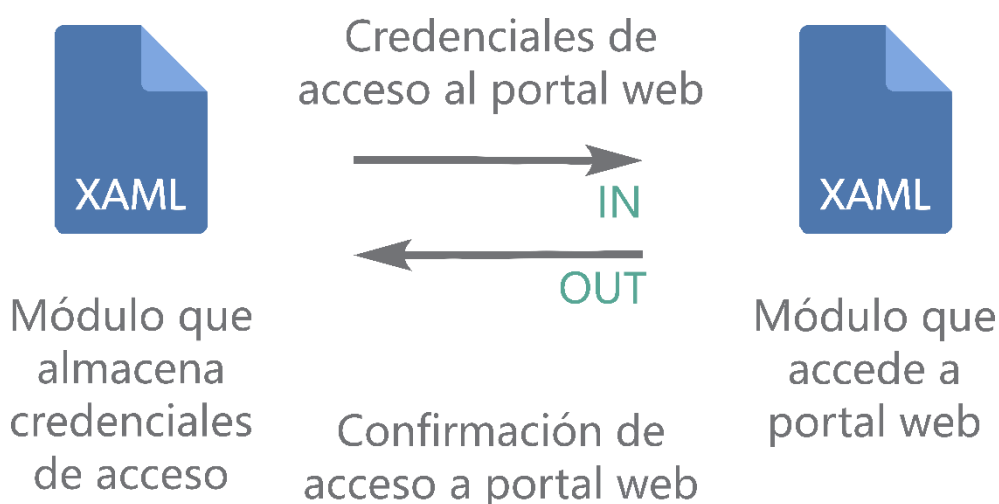 Credenciales de
acceso al portal web
XAML
XAML
IN
OUT
Módulo que
almacena
credenciales
de acceso
Módulo que
accede a
portal web
Confirmación de
acceso a portal web